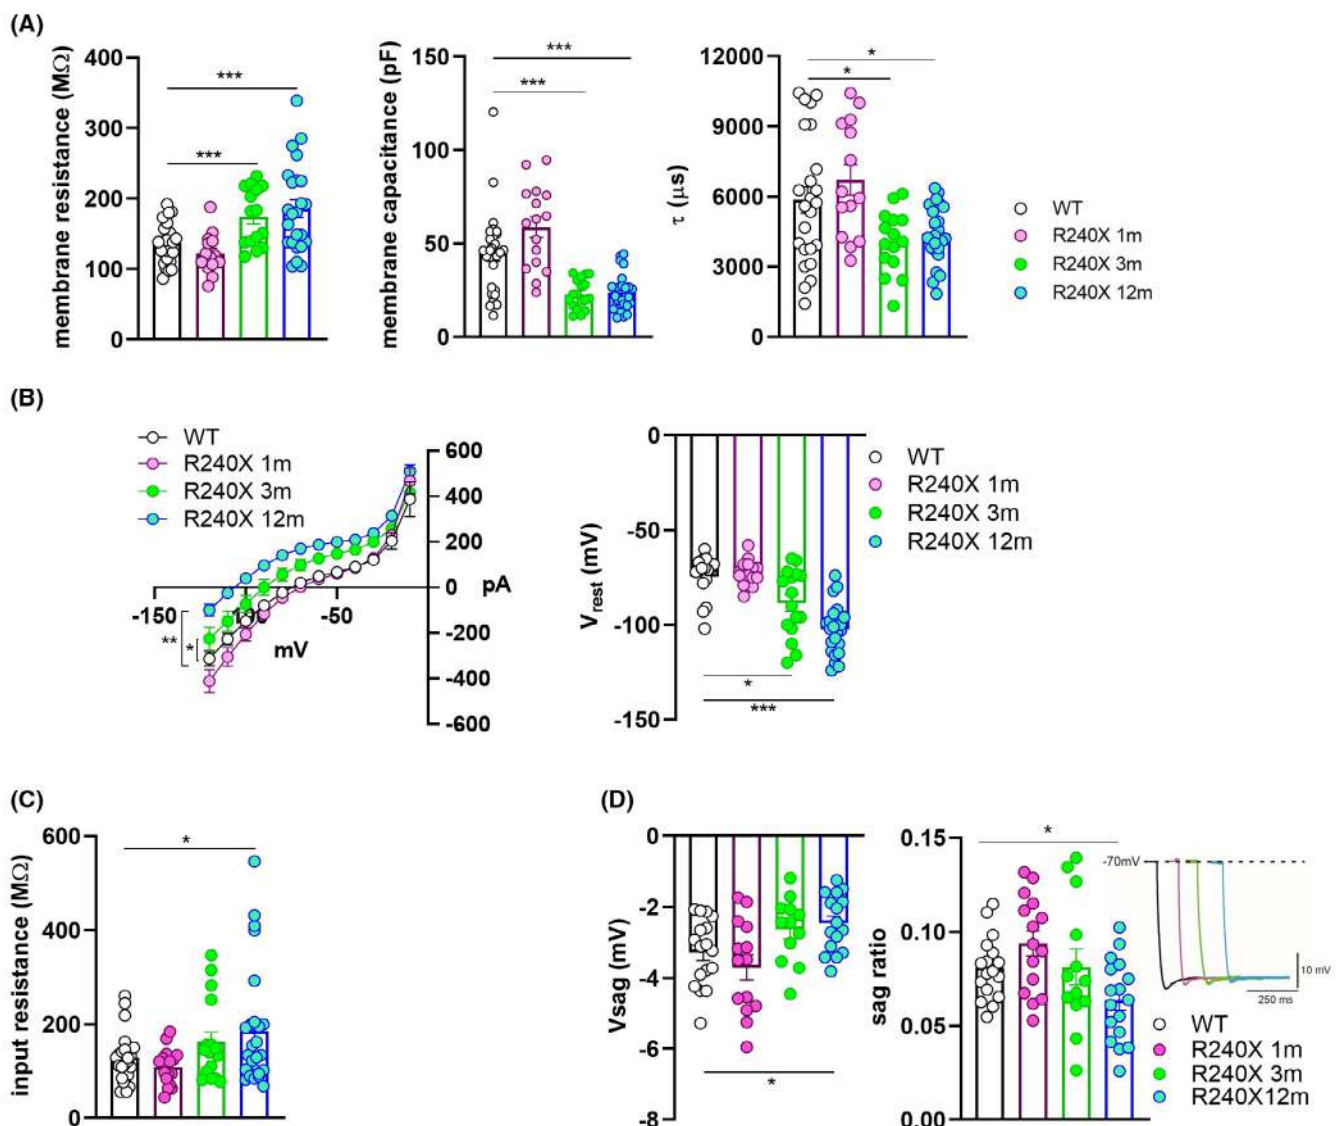 (A)
membrane resistance (MΩ)
400
300
200
100
0
***
***
membrane capacitance (pF)
150
100
50
0
***
***
τ (μs)
12000
9000
6000
3000
0
*
*
WT
R240X 1m
R240X 3m
R240X 12m
(B)
WT
R240X 1m
R240X 3m
R240X 12m
600
400
200
0
-200
-400
-600
pA
-150
-50
mV
**
*
Vrest (mV)
0
-50
-100
-150
*
***
WT
R240X 1m
R240X 3m
R240X 12m
(C)
input resistance (MΩ)
600
400
200
0
*
(D)
Vsag (mV)
0
-2
-4
-6
-8
*
sag ratio
0.15
0.10
0.05
0.00
*
-70mV
10 mV
250 ms
WT
R240X 1m
R240X 3m
R240X12m